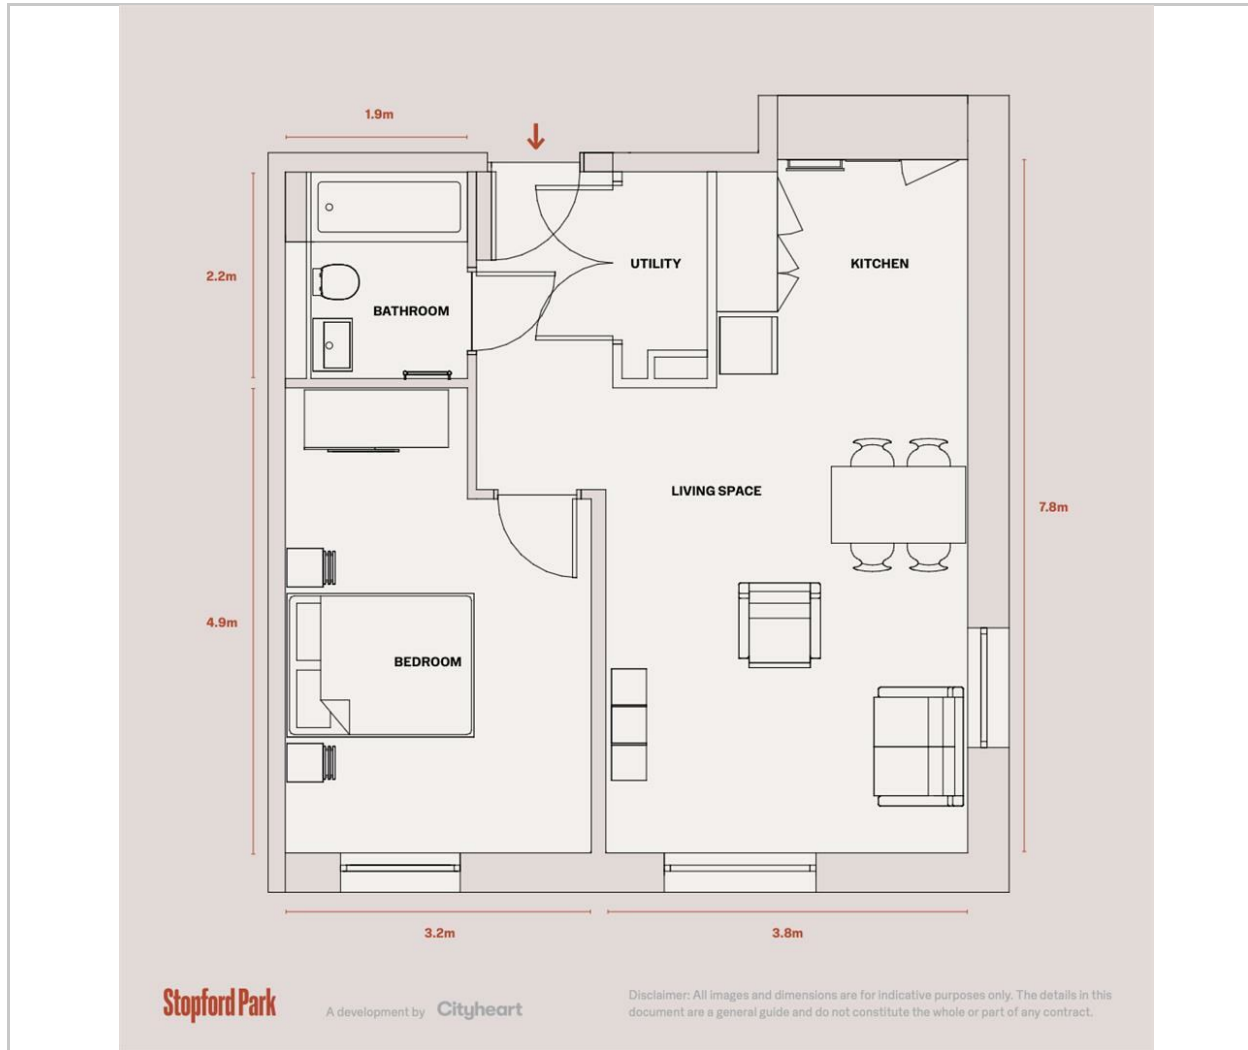 1.9m
2.2m
UTILITY
KITCHEN
BATHROOM
LIVING SPACE
7.8m
4.9m
BEDROOM
3.2m
3.8m
Stopford Park
A development by Cityheart
Disclaimer: All images and dimensions are for indicative purposes only. The details in this
document are a general guide and do not constitute the whole or part of any contract.